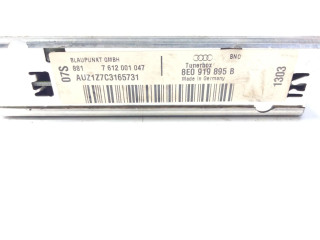 07S
BLAUPUNKT GMBH
881 7 612 001 047
AUZ1Z7C3165731
BNO
Tunerbox
8E0 919 895 B
Made in Germany
1303